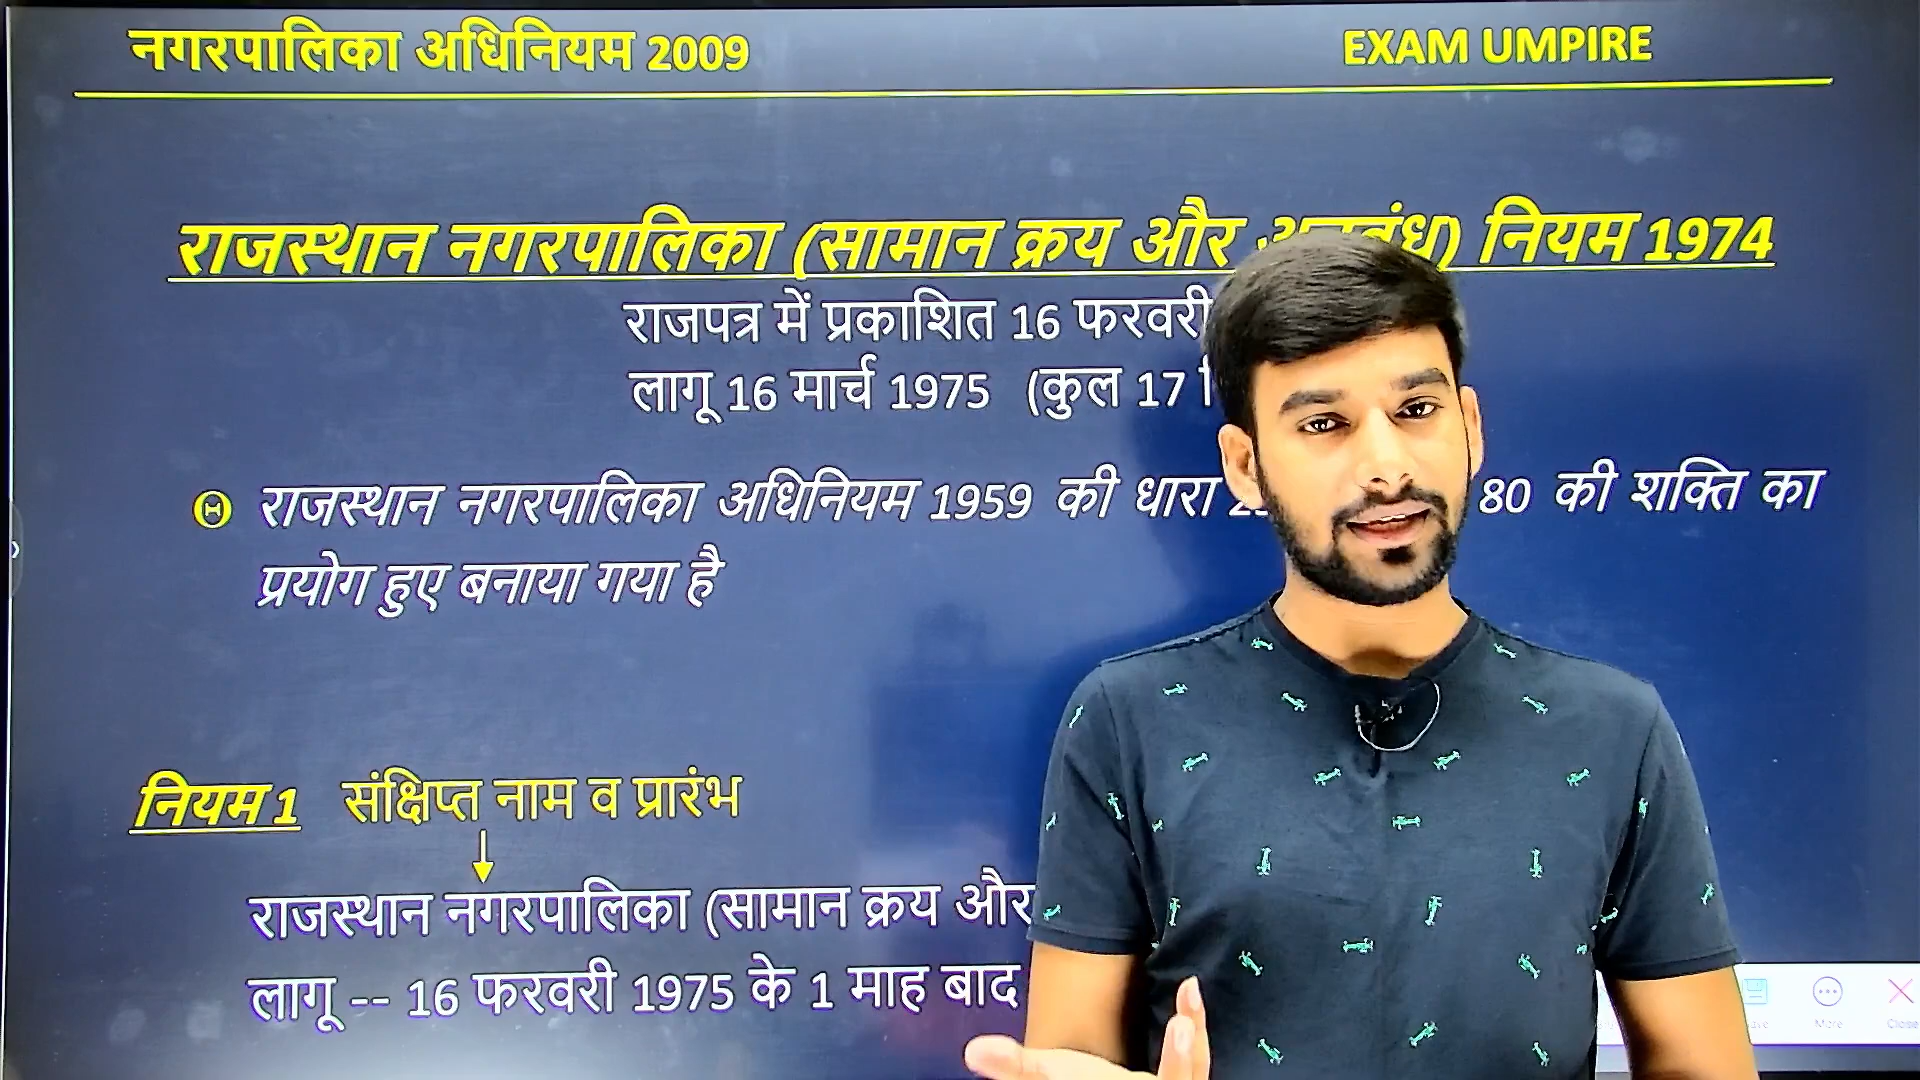 नगरपालिका अधिनियम 2009 EXAM UMPIRE
राजस्थान नगरपालिका (सामान क्रय और नियम 1974
राजपत्र में प्रकाशित 16 फरवरी
लागू 16 मार्च 1975 (कुल 17
राजस्थान नगरपालिका अधिनियम 1959 की धारा 80 की शक्ति का
प्रयोग हुए बनाया गया है
नियम 1 संक्षिप्त नाम व प्रारंभ
राजस्थान नगरपालिका (सामान क्रय और
लागू -- 16 फरवरी 1975 के 1 माह बाद
More Close